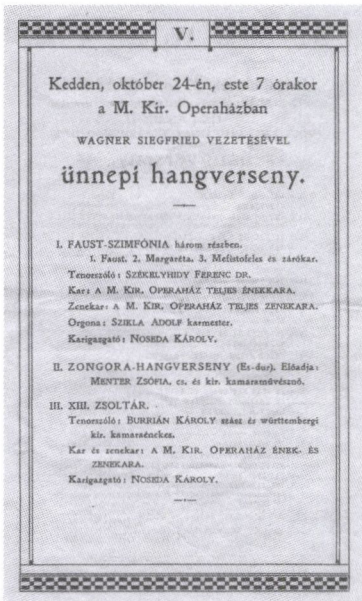 V.
Kedden, október 24-én, este 7 órakor
a M. Kir. Operaházban
WAGNER SIEGFRIED VEZETÉSÉVEL
ünnepi hangverseny.
I. FAUST-SZIMFÓNIA három részben.
1. Faust. 2. Margaréta. 3. Mefistofeles és zárókar.
Tenorszóló: SZÉKELYHIDY FERENC DR.
Kar: A M. KIR. OPERAHÁZ TELJES ÉNEKKARA.
Zenekar: A M. KIR. OPERAHÁZ TELJES ZENEKARA.
Orgona: SZIKLA ADOLF karmester.
Karigazgató: NOSEDA KÁROLY.
II. ZONGORA-HANGVERSENY (Es-dur). Előadja:
MENTER ZSÓFIA, cs. és kir. kamaraművésznő.
III. XIII. ZSOLTÁR.
Tenorszóló: BURRIÁN KÁROLY szász és württembergi
kir. kamaraénekes.
Kar és zenekar: A M. KIR. OPERAHÁZ ÉNEK- ÉS
ZENEKARA.
Karigazgató: NOSEDA KÁROLY.